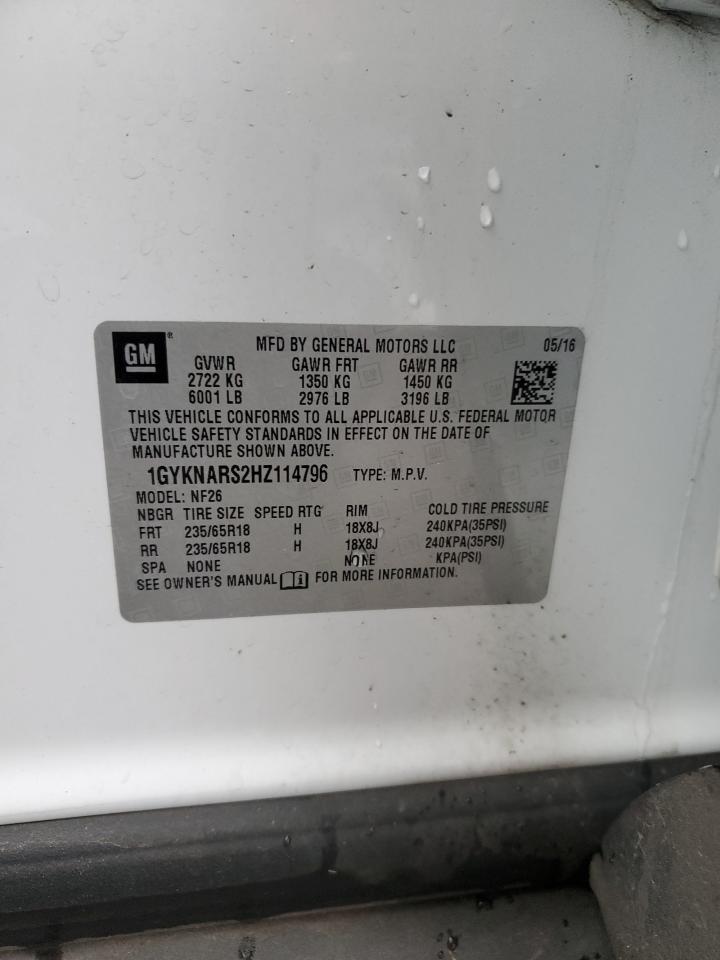 GM® MFD BY GENERAL MOTORS LLC 05/16
GVWR GAWR FRT GAWR RR
2722 KG 1350 KG 1450 KG
6001 LB 2976 LB 3196 LB
THIS VEHICLE CONFORMS TO ALL APPLICABLE U.S. FEDERAL MOTOR
VEHICLE SAFETY STANDARDS IN EFFECT ON THE DATE OF
MANUFACTURE SHOWN ABOVE.
1GYKNARS2HZ114796 TYPE: M.P.V.
MODEL: NF26
NBGR TIRE SIZE SPEED RTG RIM COLD TIRE PRESSURE
FRT 235/65R18 H 18X8J 240KPA(35PSI)
RR 235/65R18 H 18X8J 240KPA(35PSI)
SPA NONE NONE KPA(PSI)
SEE OWNER'S MANUAL i FOR MORE INFORMATION.